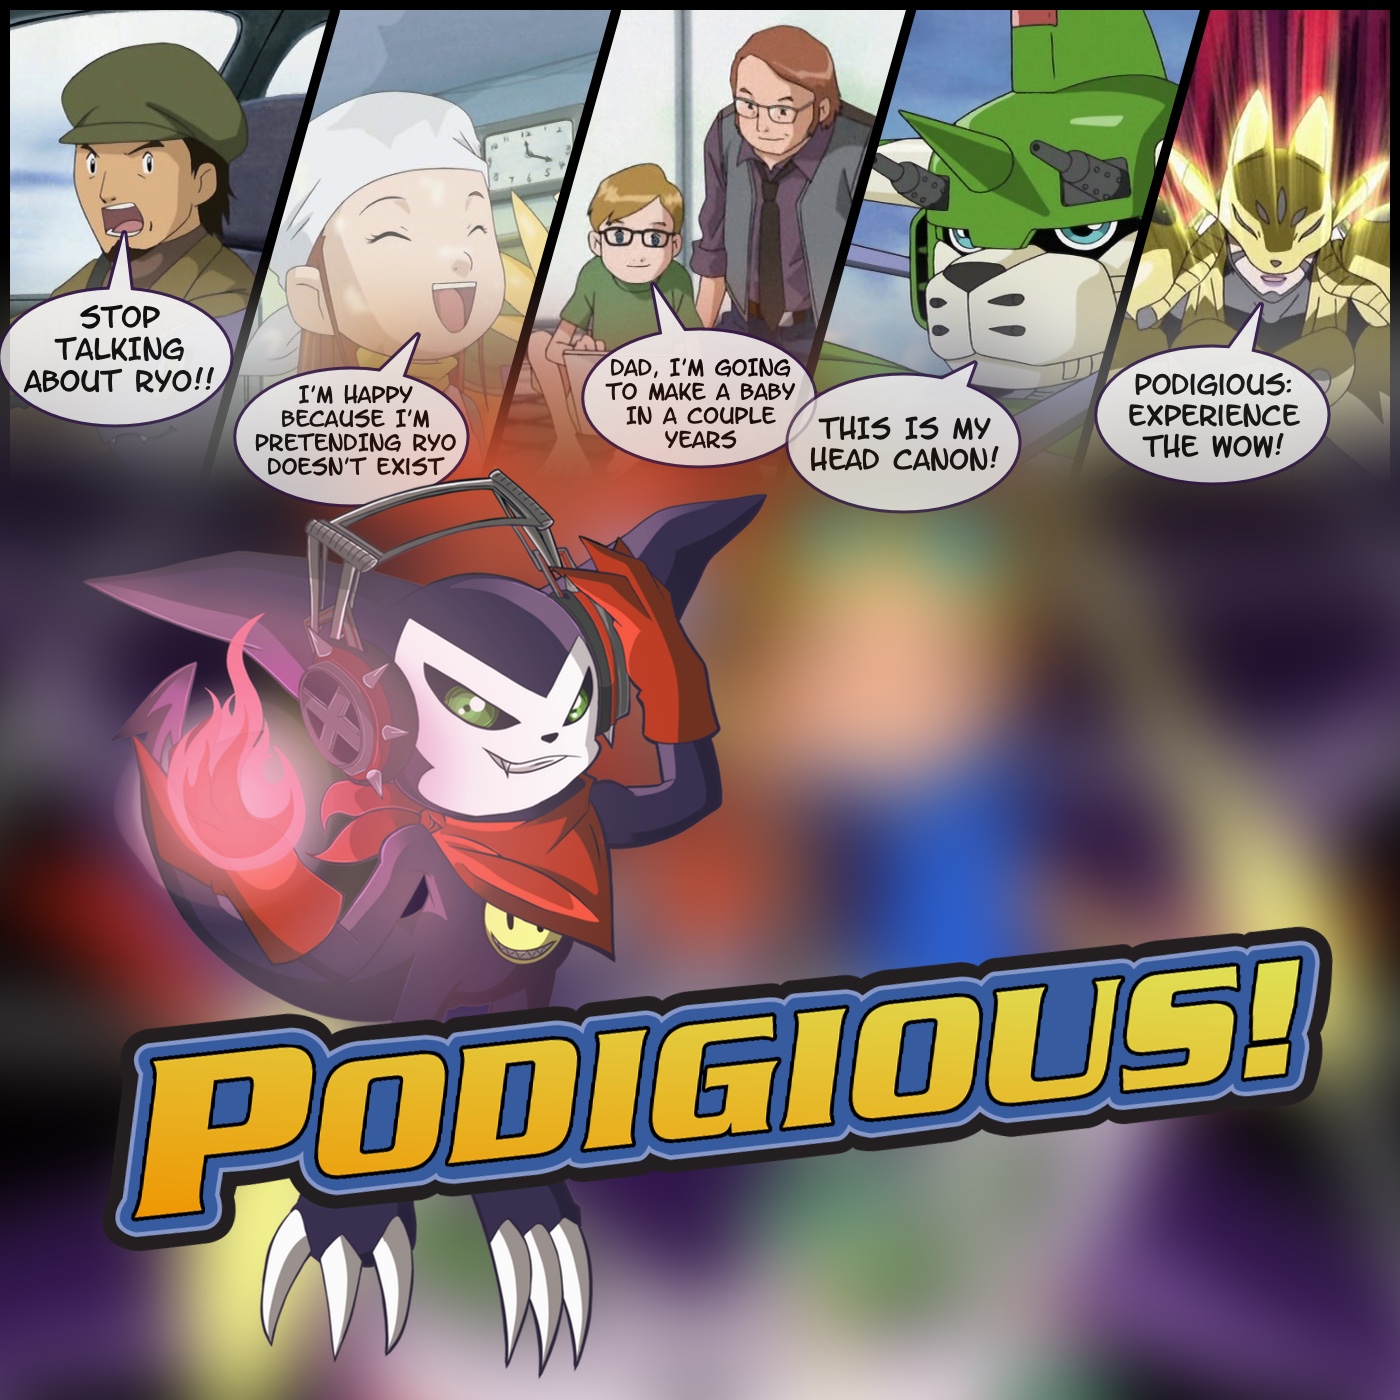 STOP
TALKING
ABOUT RYO!!
I'M HAPPY
BECAUSE I'M
PRETENDING RYO
DOESN'T EXIST
DAD, I'M GOING
TO MAKE A BABY
IN A COUPLE
YEARS
THIS IS MY
HEAD CANON!
PODIGIOUS:
EXPERIENCE
THE WOW!
PODIGIOUS!